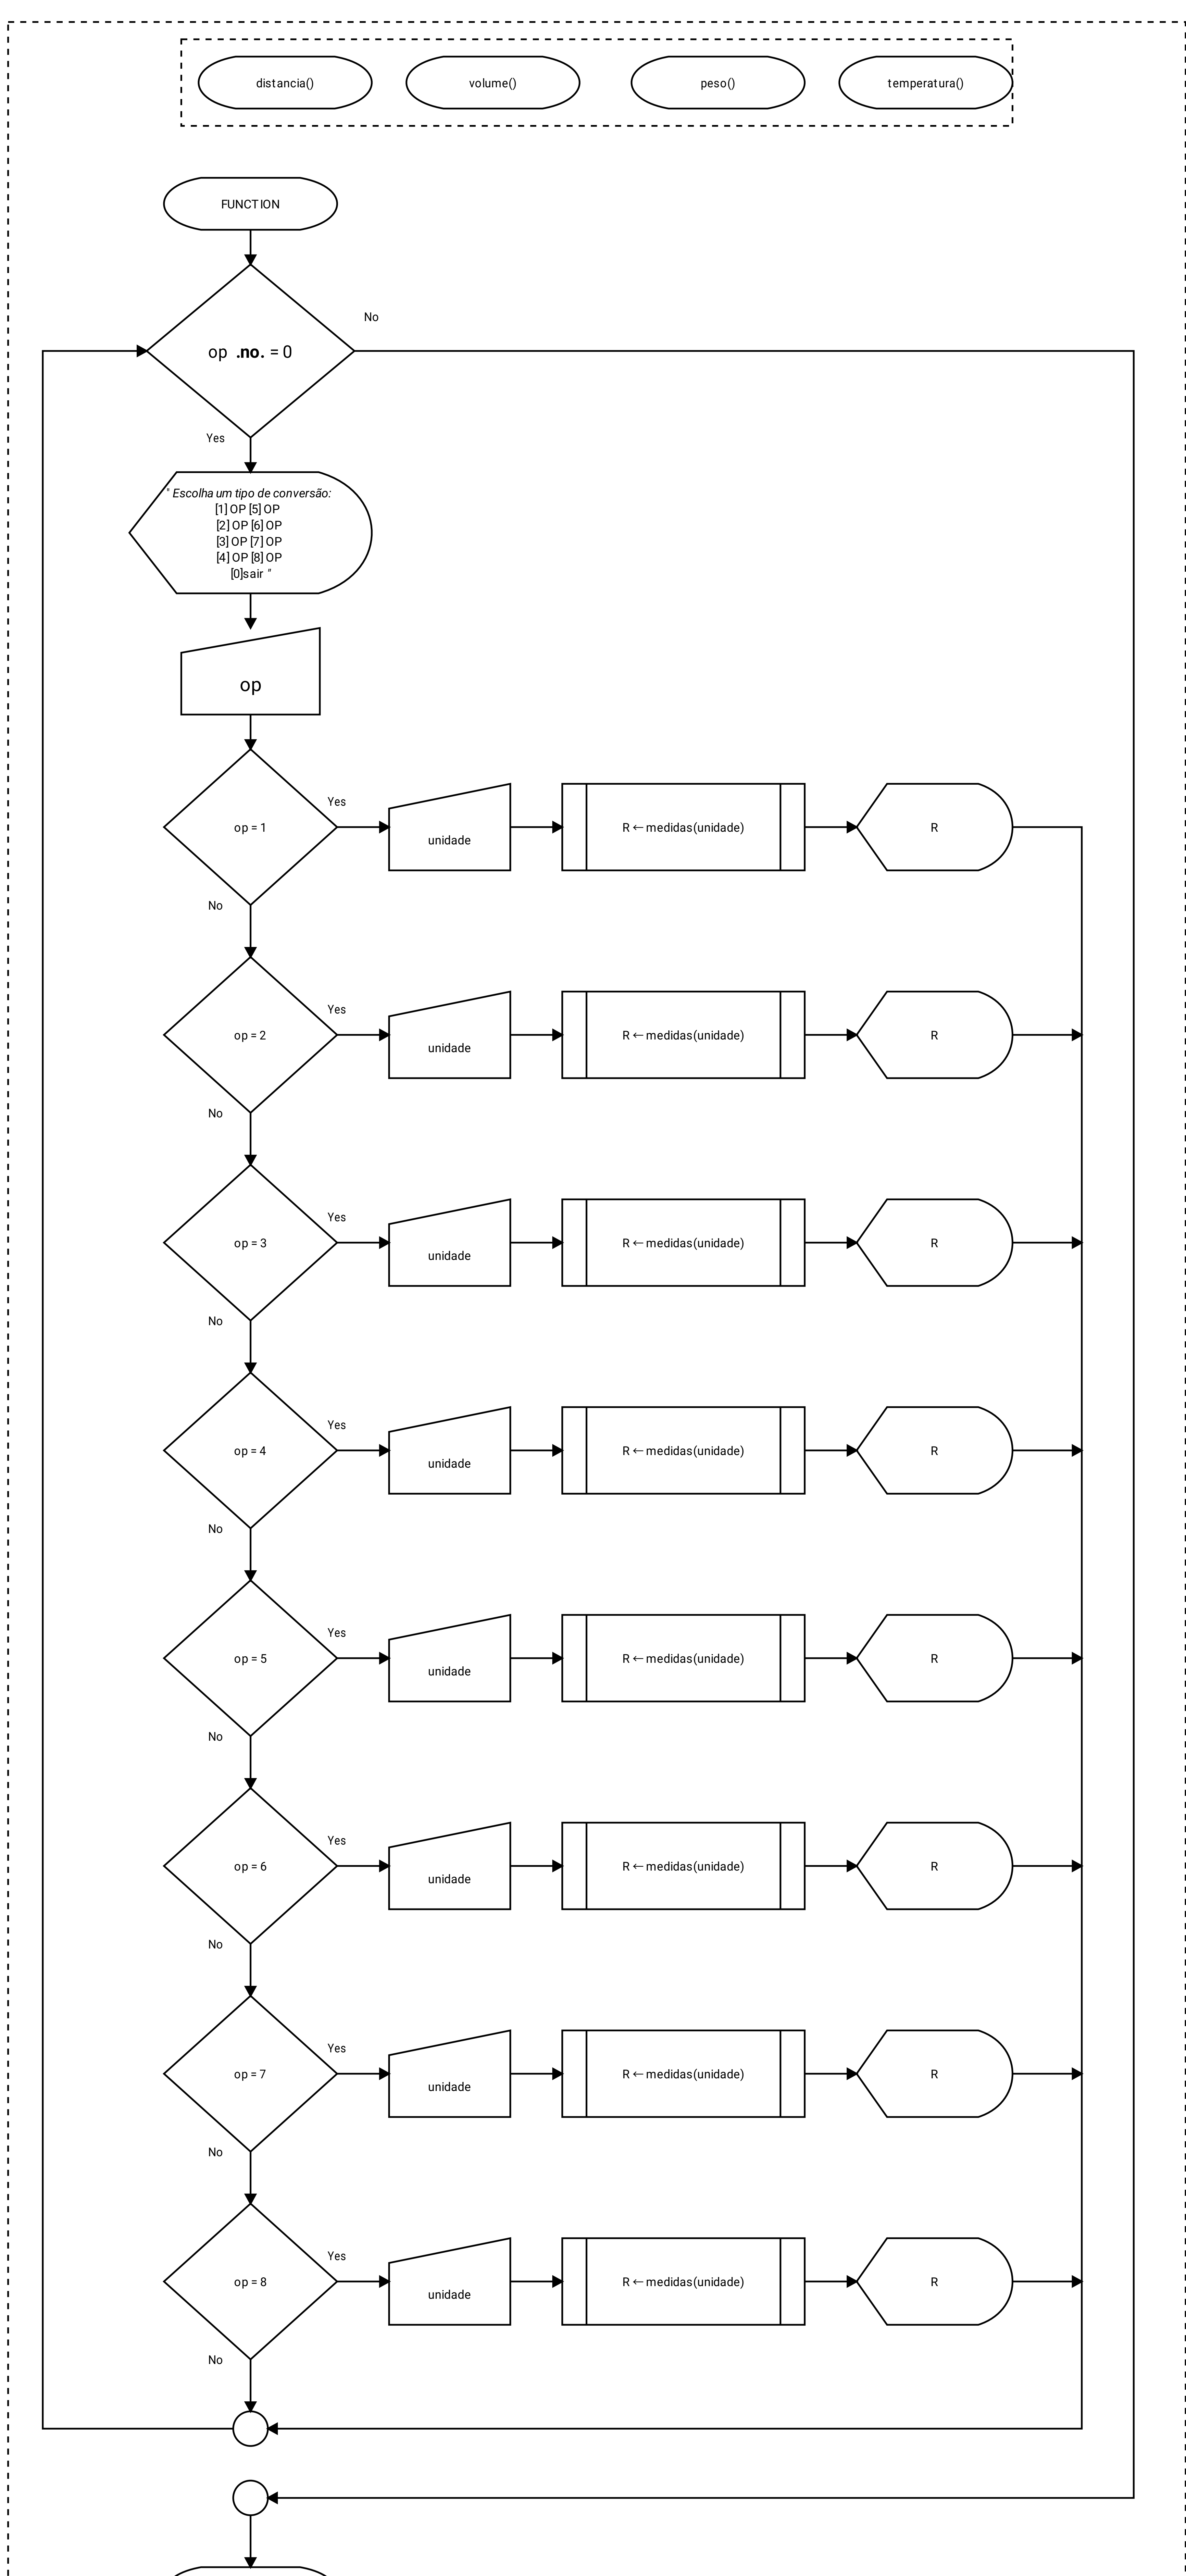 distancia()
volume()
peso()
temperatura()
FUNCTION
No
op .no. = 0
Yes
" Escolha um tipo de conversão:
[1] OP [5] OP
[2] OP [6] OP
[3] OP [7] OP
[4] OP [8] OP
[0]sair "
op
Yes
op = 1
unidade
R ← medidas(unidade)
R
No
Yes
op = 2
unidade
R ← medidas(unidade)
R
No
Yes
op = 3
unidade
R ← medidas(unidade)
R
No
Yes
op = 4
unidade
R ← medidas(unidade)
R
No
Yes
op = 5
unidade
R ← medidas(unidade)
R
No
Yes
op = 6
unidade
R ← medidas(unidade)
R
No
Yes
op = 7
unidade
R ← medidas(unidade)
R
No
Yes
op = 8
unidade
R ← medidas(unidade)
R
No